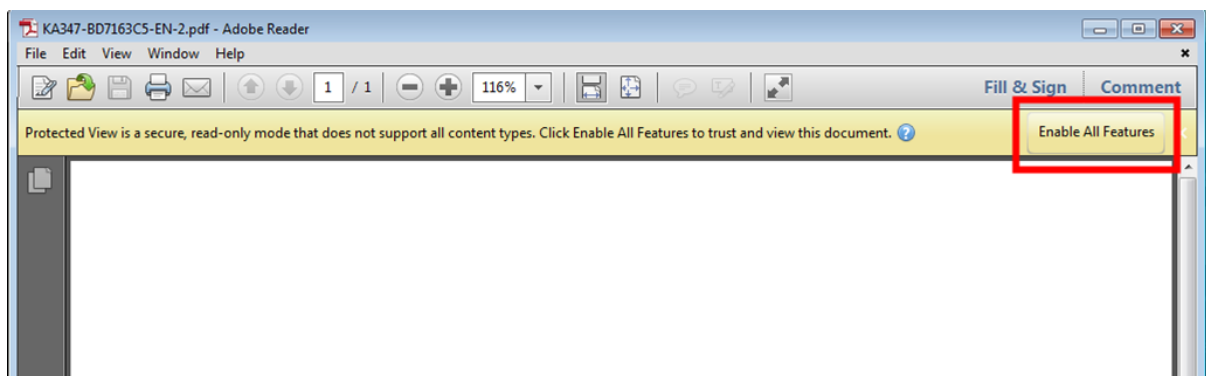 KA347-BD7163C5-EN-2.pdf - Adobe Reader
File Edit View Window Help
1 / 1 116% Fill & Sign Comment
Protected View is a secure, read-only mode that does not support all content types. Click Enable All Features to trust and view this document. ? Enable All Features